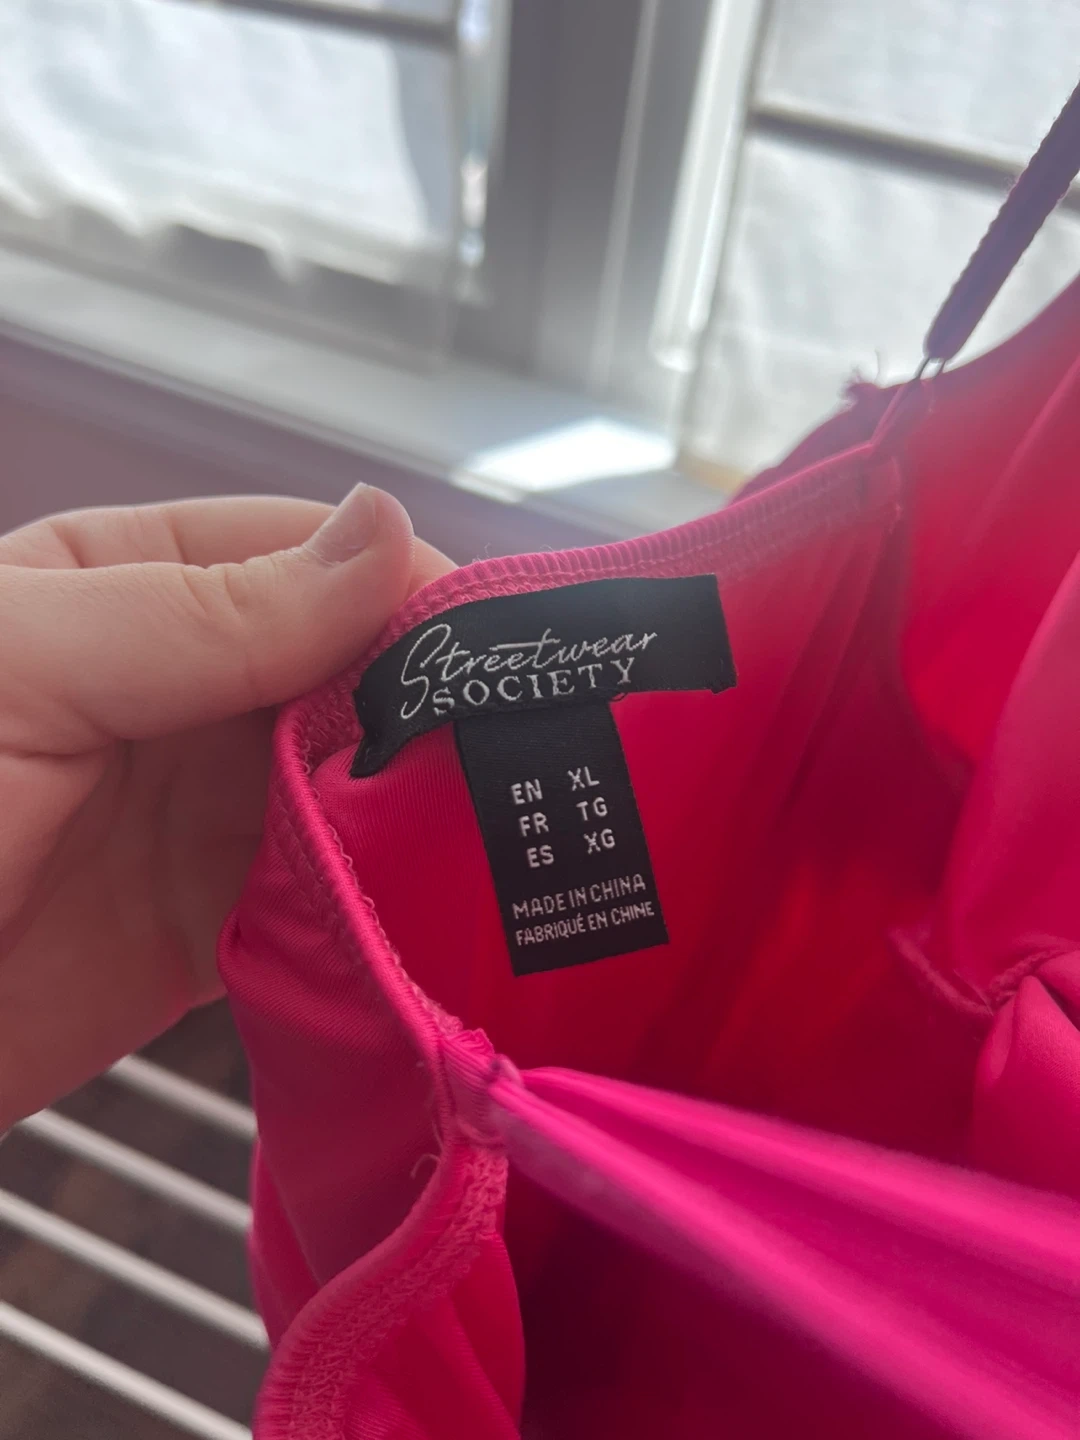 Streetwear
SOCIETY
EN XL
FR TG
ES XG
MADE IN CHINA
FABRIQUÉ EN CHINE